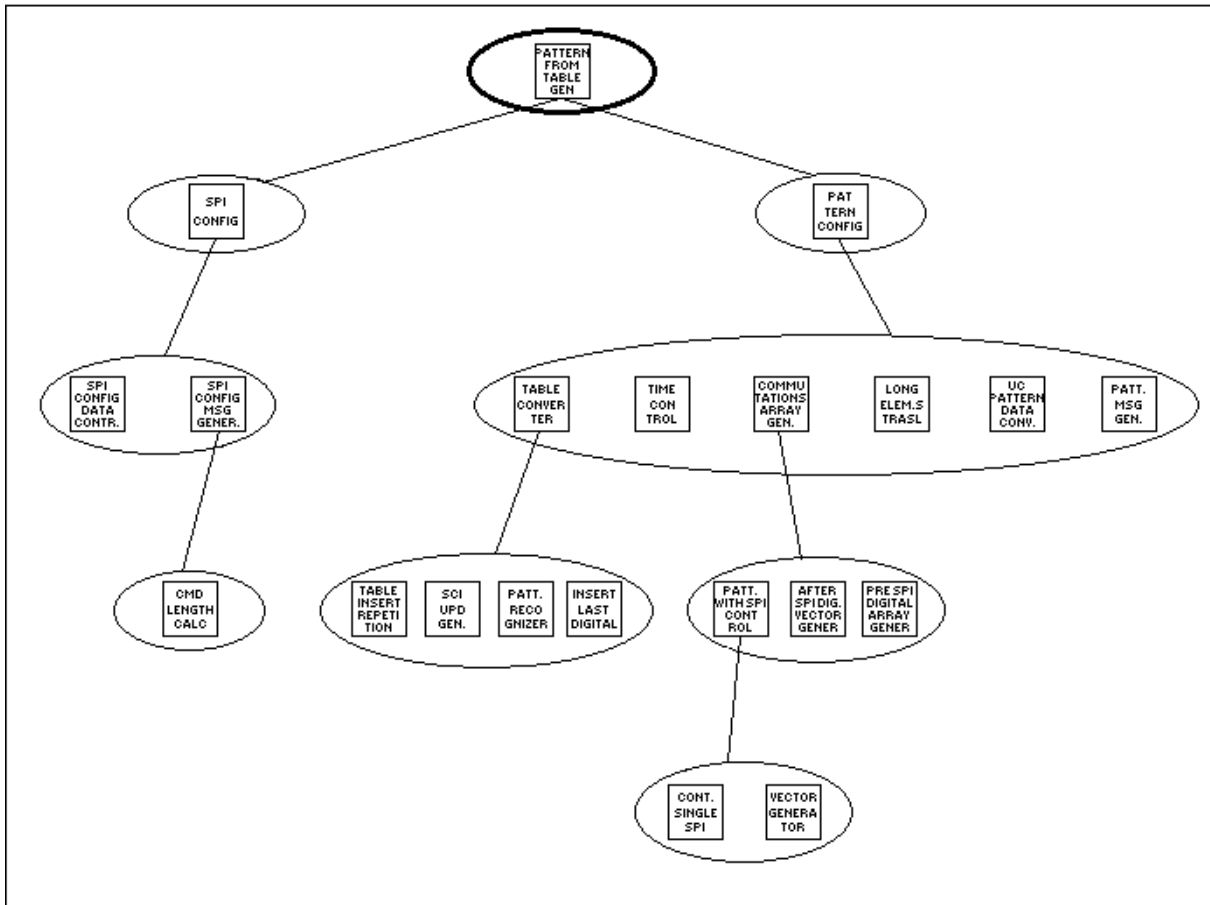 PATTERN
FROM
TABLE
GEN
SPI
CONFIG
PAT
TERN
CONFIG
SPI
CONFIG
DATA
CONTR.
SPI
CONFIG
MSG
GENER.
TABLE
CONVER
TER
TIME
CON
TROL
COMMU
TATIONS
ARRAY
GEN.
LONG
ELEM.S
TRASL
UC
PATTERN
DATA
CONV.
PATT.
MSG
GEN.
CMD
LENGTH
CALC
TABLE
INSERT
REPETI
TION
SCI
UPD
GEN.
PATT.
RECO
GNIZER
INSERT
LAST
DIGITAL
PATT.
WITH SPI
CONT
ROL
AFTER
SPI DIG.
VECTOR
GENER
PRE SPI
DIGITAL
ARRAY
GENER
CONT.
SINGLE
SPI
VECTOR
GENERA
TOR